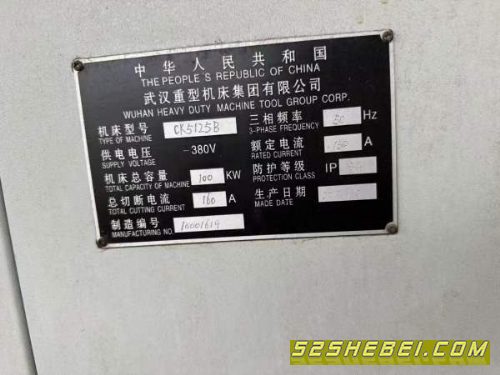 中华人民共和国
THE PEOPLE'S REPUBLIC OF CHINA
武汉重型机床集团有限公司
WUHAN HEAVY DUTY MACHINE TOOL GROUP CORP.
机床型号 CK5125B 三相频率 50 Hz
TYPE OF MACHINE 3-PHASE FREQUENCY
供电电压 ~380V 额定电流 A
SUPPLY VOLTAGE RATED CURRENT
机床总容量 100 KW 防护等级 IP
TOTAL CAPACITY OF MACHINE PROTECTION CLASS
总切断电流 160 A 生产日期
TOTAL CUTTING CURRENT MADE DATE
制造编号 10001614
MANUFACTURING NO.
52SHEBEI.COM